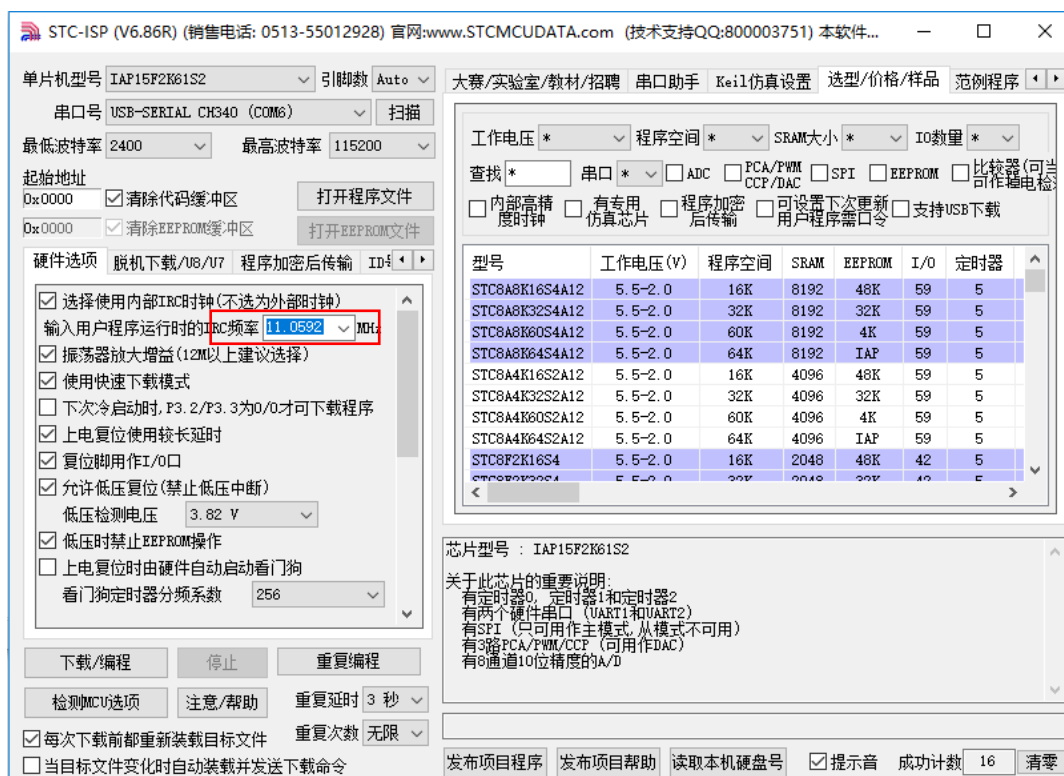 STC-ISP (V6.86R) (销售电话: 0513-55012928) 官网:www.STCMCUDATA.com (技术支持QQ:800003751) 本软件...
单片机型号 IAP15F2K61S2 引脚数 Auto
串口号 USB-SERIAL CH340 (COM6) 扫描
最低波特率 2400 最高波特率 115200
起始地址
0x0000 清除代码缓冲区 打开程序文件
0x0000 清除EEPROM缓冲区 打开EEPROM文件
硬件选项 脱机下载/U8/U7 程序加密后传输
选择使用内部IRC时钟(不选为外部时钟)
输入用户程序运行时的IRC频率 11.0592 MHz
振荡器放大增益(12M以上建议选择)
使用快速下载模式
下次冷启动时,P3.2/P3.3为0/0才可下载程序
上电复位使用较长延时
复位脚用作I/O口
允许低压复位(禁止低压中断)
低压检测电压 3.82 V
低压时禁止EEPROM操作
上电复位时由硬件自动启动看门狗
看门狗定时器分频系数 256
下载/编程 停止 重复编程
检测MCU选项 注意/帮助 重复延时 3 秒
每次下载前都重新装载目标文件 重复次数 无限
当目标文件变化时自动装载并发送下载命令
大赛/实验室/教材/招聘 串口助手 Keil仿真设置 选型/价格/样品 范例程序
工作电压 * 程序空间 * SRAM大小 * IO数量 *
查找 * 串口 * ADC PCA/PWM CCP/DAC SPI EEPROM 比较器(可当 可作掉电检
内部高精度时钟 有专用仿真芯片 程序加密后传输 可设置下次更新用户程序需口令 支持USB下载
型号 工作电压(V) 程序空间 SRAM EEPROM I/O 定时器
STC8A8K16S4A12 5.5-2.0 16K 8192 48K 59 5
STC8A8K32S4A12 5.5-2.0 32K 8192 32K 59 5
STC8A8K60S4A12 5.5-2.0 60K 8192 4K 59 5
STC8A8K64S4A12 5.5-2.0 64K 8192 IAP 59 5
STC8A4K16S2A12 5.5-2.0 16K 4096 48K 59 5
STC8A4K32S2A12 5.5-2.0 32K 4096 32K 59 5
STC8A4K60S2A12 5.5-2.0 60K 4096 4K 59 5
STC8A4K64S2A12 5.5-2.0 64K 4096 IAP 59 5
STC8F2K16S4 5.5-2.0 16K 2048 48K 42 5
STC8F2K32S4 5.5-2.0 32K 2048 32K 42 5
芯片型号 : IAP15F2K61S2
关于此芯片的重要说明:
有定时器0, 定时器1和定时器2
有两个硬件串口 (UART1和UART2)
有SPI (只可用作主模式,从模式不可用)
有3路PCA/PWM/CCP (可用作DAC)
有8通道10位精度的A/D
发布项目程序 发布项目帮助 读取本机硬盘号 提示音 成功计数 16 清零